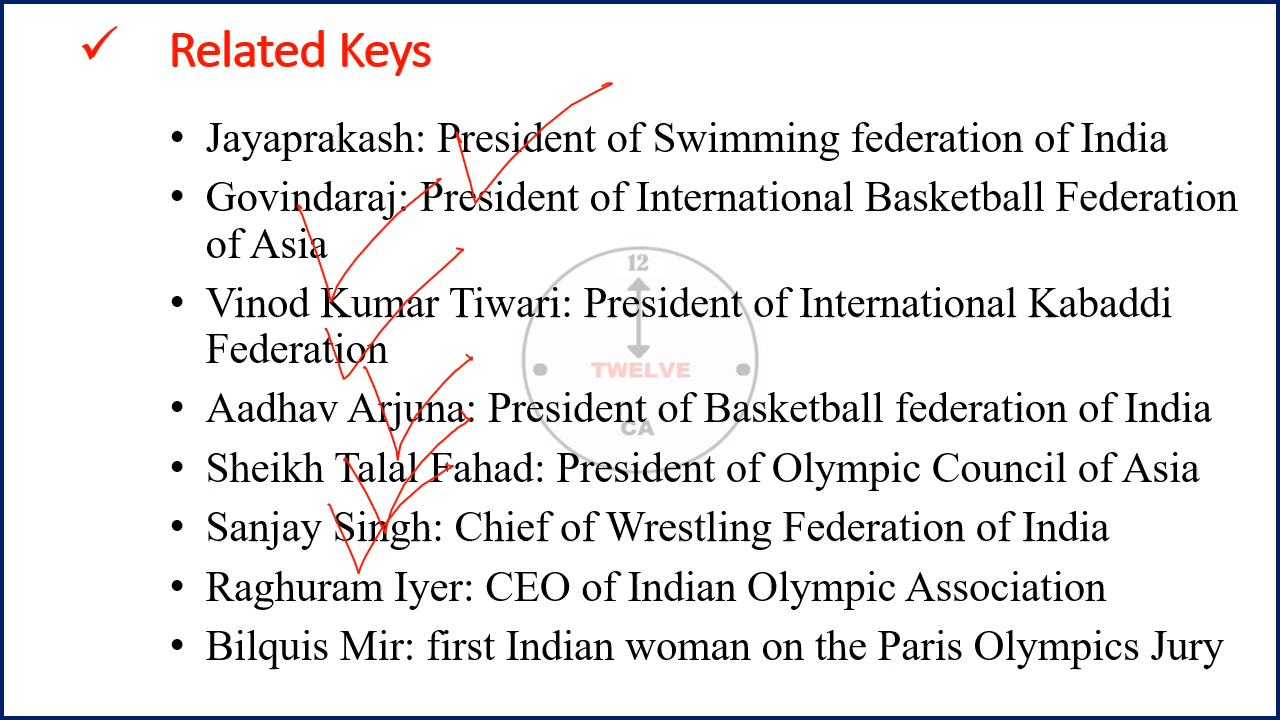 ✓ Related Keys
• Jayaprakash: President of Swimming federation of India
• Govindaraj: President of International Basketball Federation
of Asia
• Vinod Kumar Tiwari: President of International Kabaddi
Federation
• Aadhav Arjuna: President of Basketball federation of India
• Sheikh Talal Fahad: President of Olympic Council of Asia
• Sanjay Singh: Chief of Wrestling Federation of India
• Raghuram Iyer: CEO of Indian Olympic Association
• Bilquis Mir: first Indian woman on the Paris Olympics Jury
12
TWELVE
CA